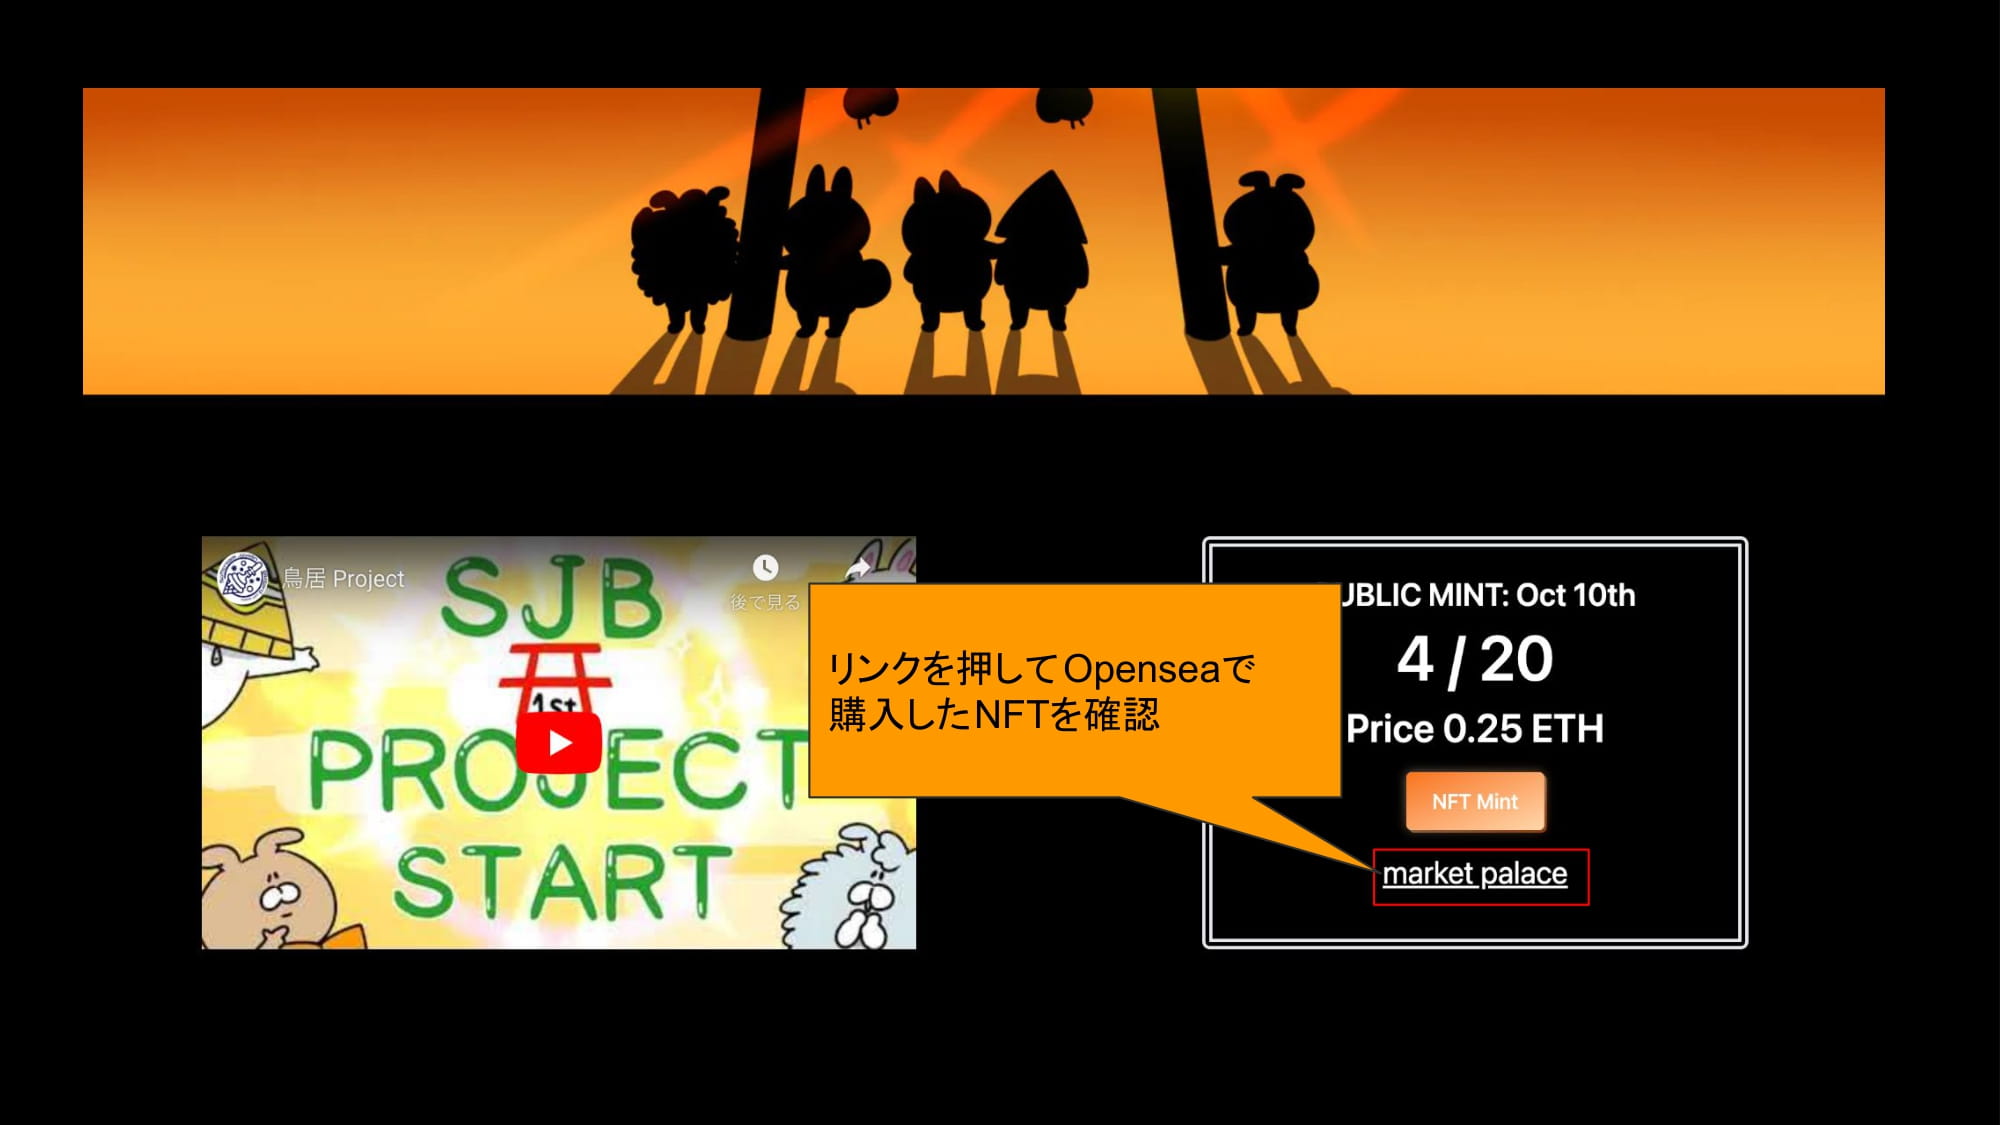 鳥居 Project
後で見る
SJB
1st
PROJECT
START
リンクを押してOpenseaで
購入したNFTを確認
UBLIC MINT: Oct 10th
4 / 20
Price 0.25 ETH
NFT Mint
market palace